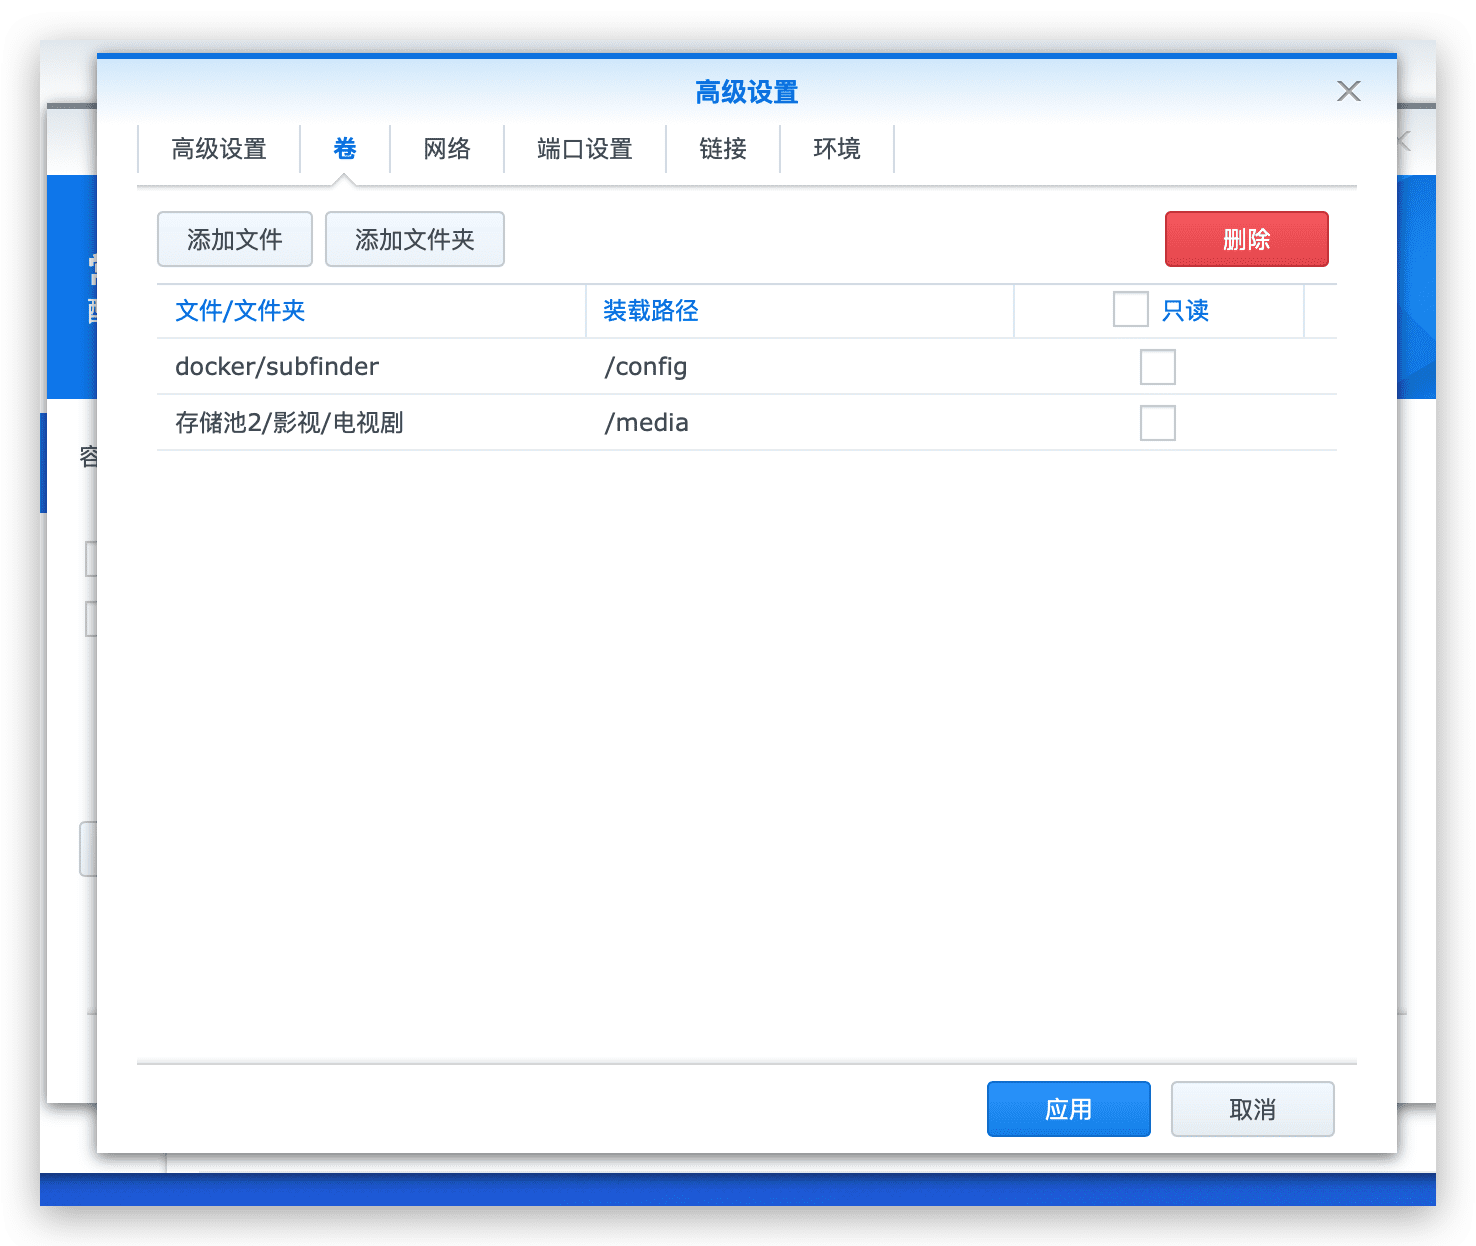 高级设置
高级设置 卷 网络 端口设置 链接 环境
添加文件 添加文件夹 删除
文件/文件夹 装载路径 只读
docker/subfinder /config
存储池2/影视/电视剧 /media
容
应用 取消